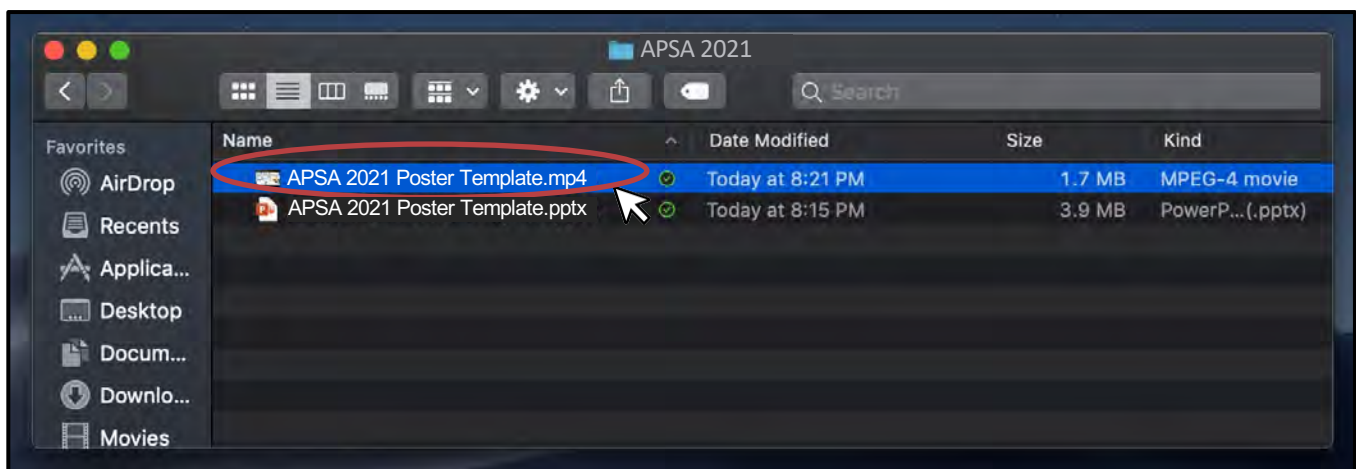 APSA 2021
Search
Favorites
AirDrop
Recents
Applica...
Desktop
Docum...
Downlo...
Movies
Name Date Modified Size Kind
APSA 2021 Poster Template.mp4 Today at 8:21 PM 1.7 MB MPEG-4 movie
APSA 2021 Poster Template.pptx Today at 8:15 PM 3.9 MB PowerP...(.pptx)